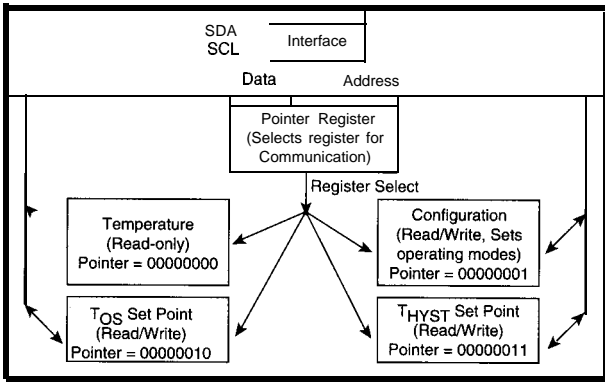 SDA
SCL
Interface
Data
Address
Pointer Register
(Selects register for
Communication)
Register Select
Temperature
(Read-only)
Pointer = 00000000
Configuration
(Read/Write, Sets
operating modes)
Pointer = 00000001
TOS Set Point
(Read/Write)
Pointer = 00000010
THYST Set Point
(Read/Write)
Pointer = 00000011